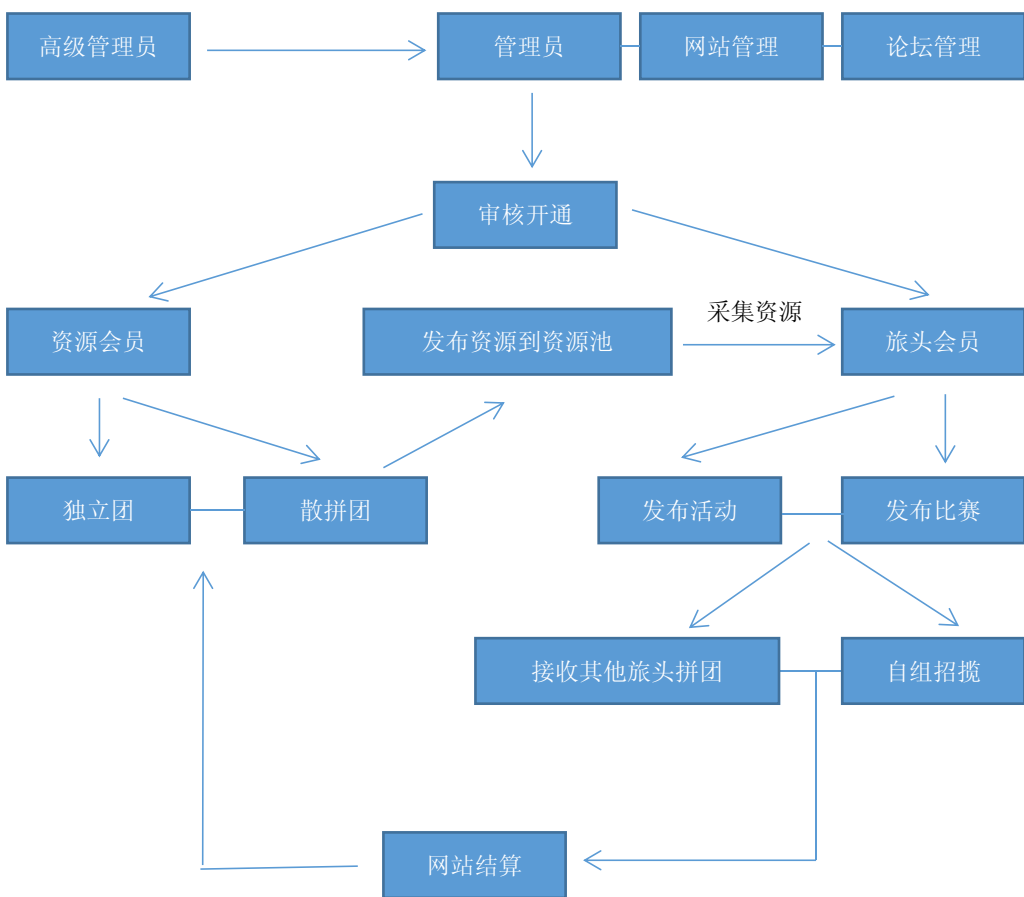 高级管理员
管理员
网站管理
论坛管理
审核开通
采集资源
资源会员
发布资源到资源池
旅头会员
独立团
散拼团
发布活动
发布比赛
接收其他旅头拼团
自组招揽
网站结算